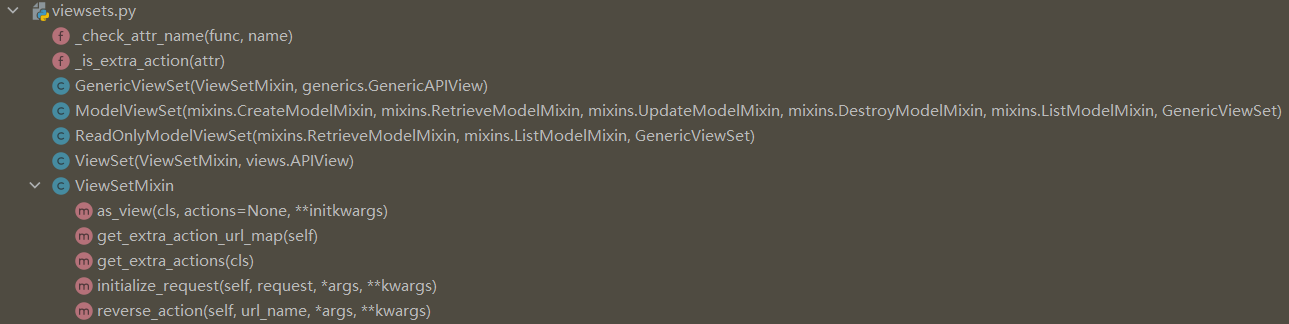 viewsets.py
f _check_attr_name(func, name)
f _is_extra_action(attr)
C GenericViewSet(ViewSetMixin, generics.GenericAPIView)
C ModelViewSet(mixins.CreateModelMixin, mixins.RetrieveModelMixin, mixins.UpdateModelMixin, mixins.DestroyModelMixin, mixins.ListModelMixin, GenericViewSet)
C ReadOnlyModelViewSet(mixins.RetrieveModelMixin, mixins.ListModelMixin, GenericViewSet)
C ViewSet(ViewSetMixin, views.APIView)
C ViewSetMixin
m as_view(cls, actions=None, **initkwargs)
m get_extra_action_url_map(self)
m get_extra_actions(cls)
m initialize_request(self, request, *args, **kwargs)
m reverse_action(self, url_name, *args, **kwargs)